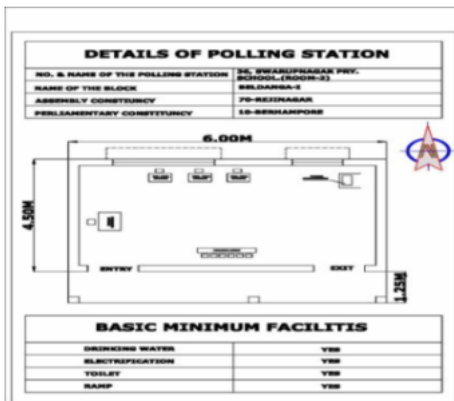 DETAILS OF POLLING STATION
NO. & NAME OF THE POLLING STATION 36, SWARUPNAGAR PRY. SCHOOL.(ROOM-2)
NAME OF THE BLOCK BELDANGA-I
ASSEMBLY CONSTIUNCY 70-REJINAGAR
PERLIAMENTARY CONSTITUNCY 10-BERHAMPORE
6.00M
4.50M
ENTRY
EXIT
1.25M
BASIC MINIMUM FACILITIS
DRINKING WATER YES
ELECTRIFICATION YES
TOILET YES
RAMP YES